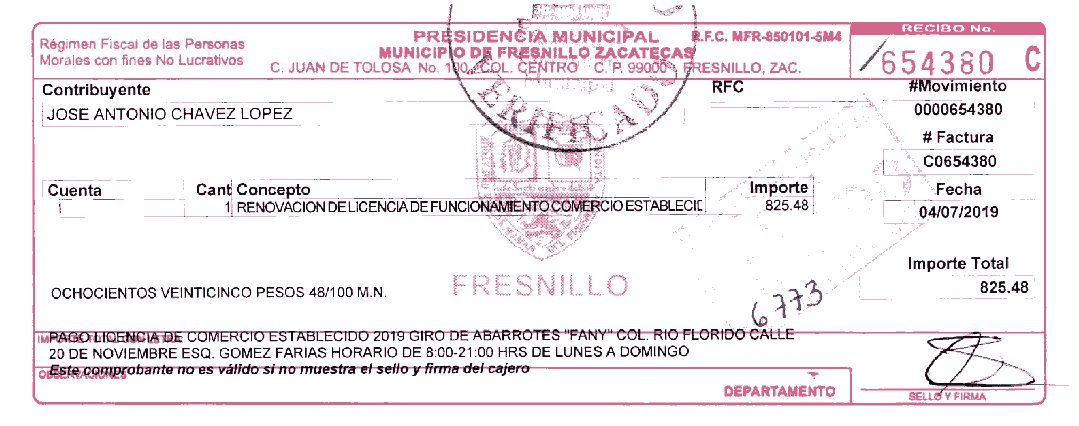 Régimen Fiscal de las Personas
Morales con fines No Lucrativos
PRESIDENCIA MUNICIPAL
MUNICIPIO DE FRESNILLO ZACATECAS
C. JUAN DE TOLOSA No. 100, COL. CENTRO C. P. 99000 FRESNILLO, ZAC.
R.F.C. MFR-850101-5M4
RECIBO No.
654380 C
Contribuyente
JOSE ANTONIO CHAVEZ LOPEZ
RFC
VERIFICADO
#Movimiento
0000654380
# Factura
C0654380
Cuenta Cant Concepto Importe
1 RENOVACION DE LICENCIA DE FUNCIONAMIENTO COMERCIO ESTABLECID 825.48
Fecha
04/07/2019
FRESNILLO
Importe Total
825.48
OCHOCIENTOS VEINTICINCO PESOS 48/100 M.N.
6773
PAGO LICENCIA DE COMERCIO ESTABLECIDO 2019 GIRO DE ABARROTES "FANY" COL. RIO FLORIDO CALLE
20 DE NOVIEMBRE ESQ. GOMEZ FARIAS HORARIO DE 8:00-21:00 HRS DE LUNES A DOMINGO
Este comprobante no es válido si no muestra el sello y firma del cajero
OBSERVACIONES
DEPARTAMENTO
SELLO Y FIRMA